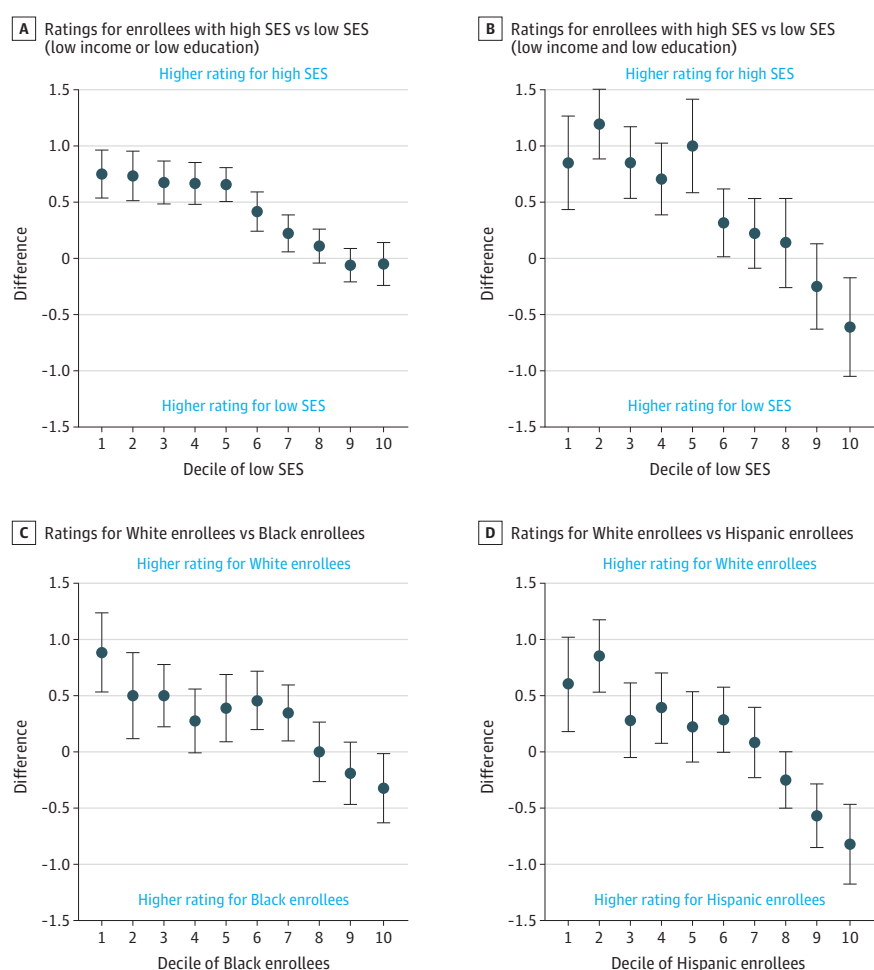 A Ratings for enrollees with high SES vs low SES
(low income or low education)
Higher rating for high SES
1.5
1.0
0.5
0
-0.5
-1.0
-1.5
Difference
Higher rating for low SES
1 2 3 4 5 6 7 8 9 10
Decile of low SES
B Ratings for enrollees with high SES vs low SES
(low income and low education)
Higher rating for high SES
1.5
1.0
0.5
0
-0.5
-1.0
-1.5
Difference
Higher rating for low SES
1 2 3 4 5 6 7 8 9 10
Decile of low SES
C Ratings for White enrollees vs Black enrollees
Higher rating for White enrollees
1.5
1.0
0.5
0
-0.5
-1.0
-1.5
Difference
Higher rating for Black enrollees
1 2 3 4 5 6 7 8 9 10
Decile of Black enrollees
D Ratings for White enrollees vs Hispanic enrollees
Higher rating for White enrollees
1.5
1.0
0.5
0
-0.5
-1.0
-1.5
Difference
Higher rating for Hispanic enrollees
1 2 3 4 5 6 7 8 9 10
Decile of Hispanic enrollees